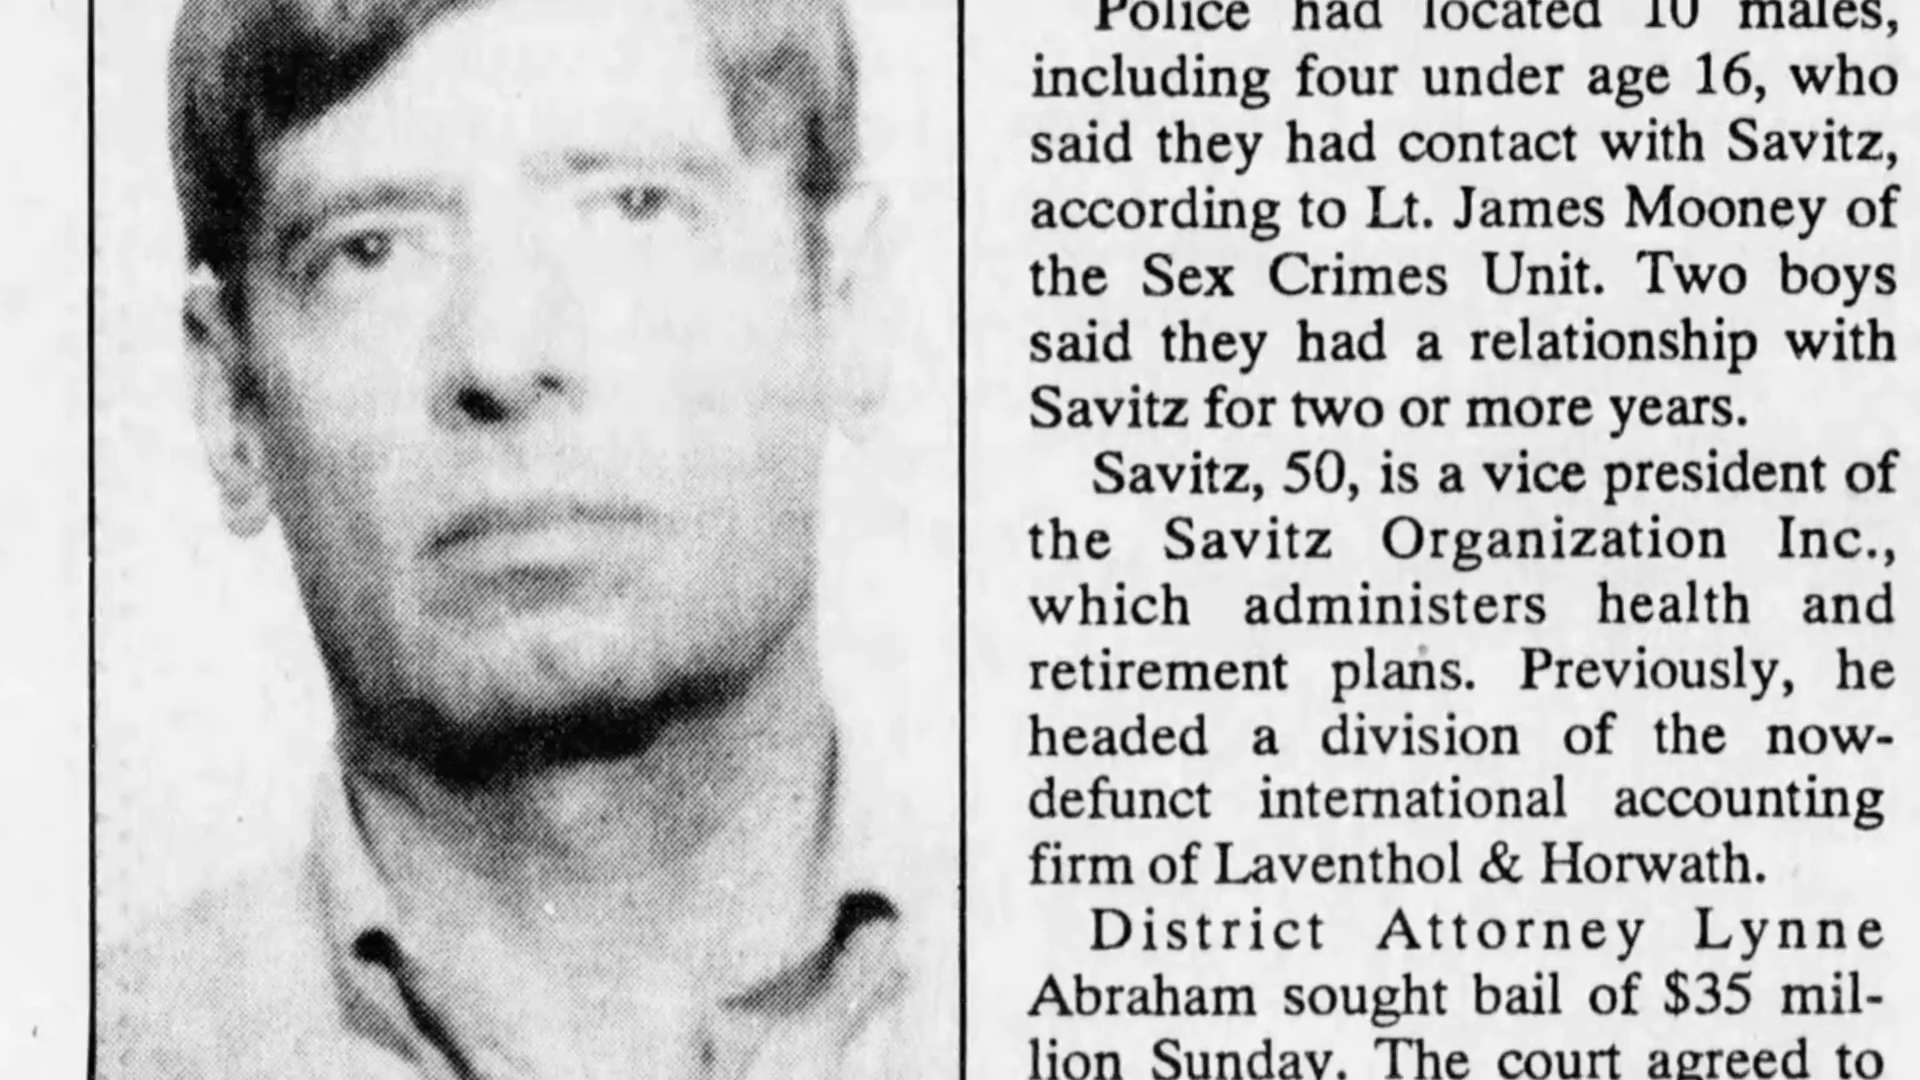 Police had located 10 males,
including four under age 16, who
said they had contact with Savitz,
according to Lt. James Mooney of
the Sex Crimes Unit. Two boys
said they had a relationship with
Savitz for two or more years.
Savitz, 50, is a vice president of
the Savitz Organization Inc.,
which administers health and
retirement plans. Previously, he
headed a division of the now-
defunct international accounting
firm of Laventhol & Horwath.
District Attorney Lynne
Abraham sought bail of $35 mil-
lion Sunday. The court agreed to